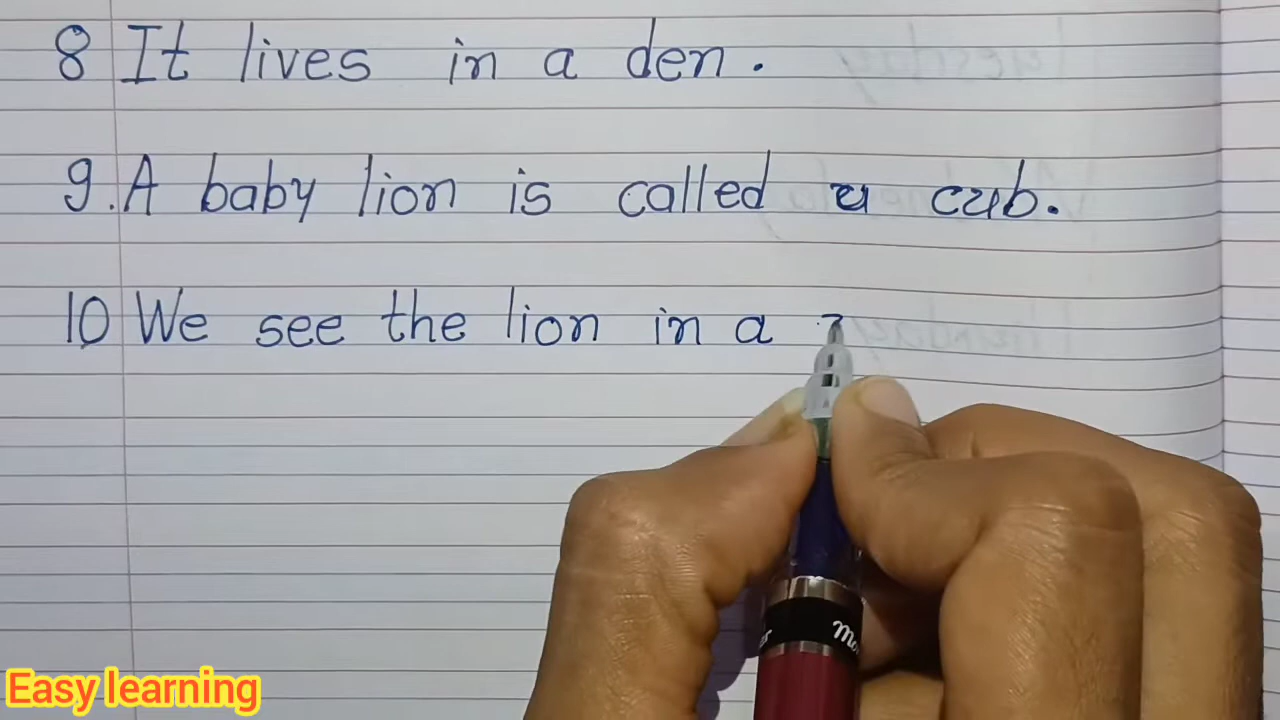 8 It lives in a den.
9. A baby lion is called a cub.
10 We see the lion in a
Easy learning